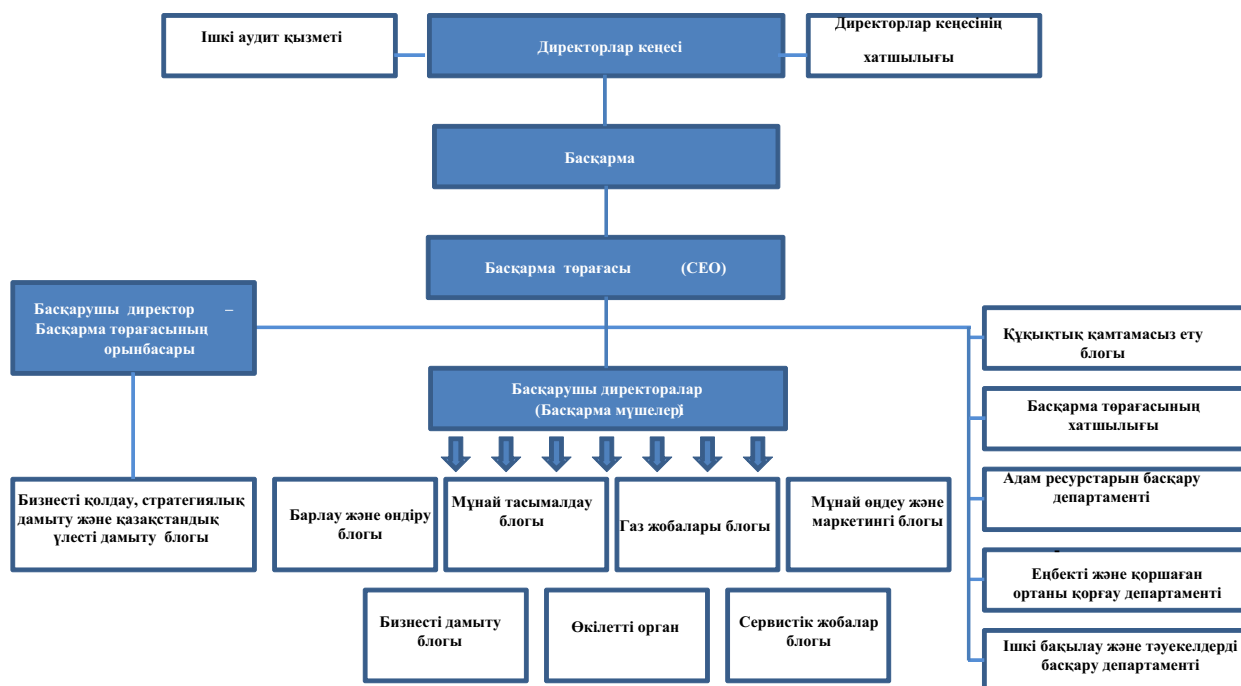 Ішкі аудит қызметі
Директорлар кеңесі
Директорлар кеңесінің
хатшылығы
Басқарма
Басқарма төрағасы (CEO)
Басқарушы директор –
Басқарма төрағасының
орынбасары
Басқарушы директоралар
(Басқарма мүшелері)
Құқықтық қамтамасыз ету
блогы
Басқарма төрағасының
хатшылығы
Адам ресурстарын басқару
департаменті
Еңбекті және қоршаған
ортаны қорғау департаменті
Ішкі бақылау және тәуекелдерді
басқару департаменті
Бизнесті қолдау, стратегиялық
дамыту және қазақстандық
үлесті дамыту блогы
Барлау және өндіру
блогы
Мұнай тасымалдау
блогы
Газ жобалары блогы
Мұнай өңдеу және
маркетингі блогы
Бизнесті дамыту
блогы
Өкілетті орган
Сервистік жобалар
блогы